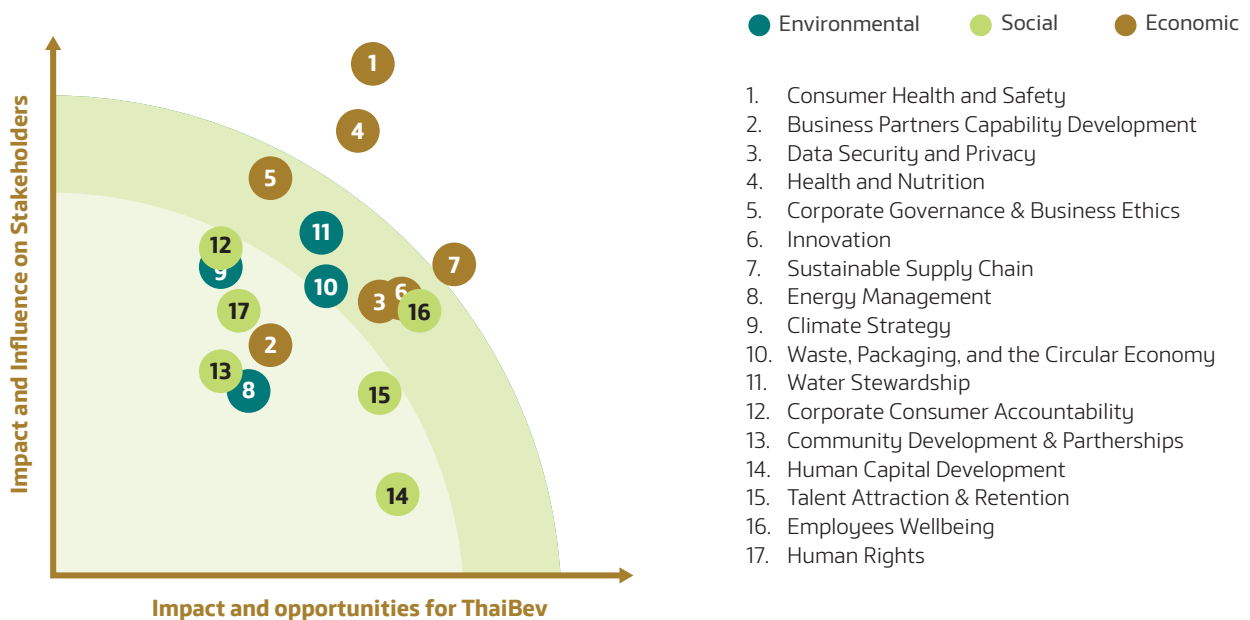 Environmental Social Economic
Impact and Influence on Stakeholders
1
4
5
11
12
9
10
7
3 6 16
17
2
13
8
15
14
Impact and opportunities for ThaiBev
1. Consumer Health and Safety
2. Business Partners Capability Development
3. Data Security and Privacy
4. Health and Nutrition
5. Corporate Governance & Business Ethics
6. Innovation
7. Sustainable Supply Chain
8. Energy Management
9. Climate Strategy
10. Waste, Packaging, and the Circular Economy
11. Water Stewardship
12. Corporate Consumer Accountability
13. Community Development & Partherships
14. Human Capital Development
15. Talent Attraction & Retention
16. Employees Wellbeing
17. Human Rights